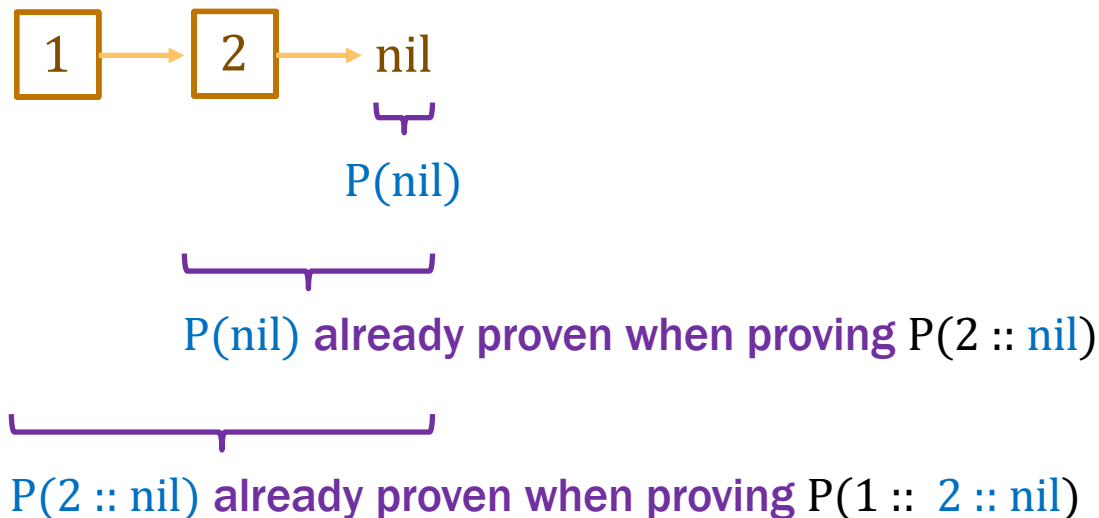 1 2 nil
P(nil)
P(nil) already proven when proving P(2 :: nil)
P(2 :: nil) already proven when proving P(1 :: 2 :: nil)